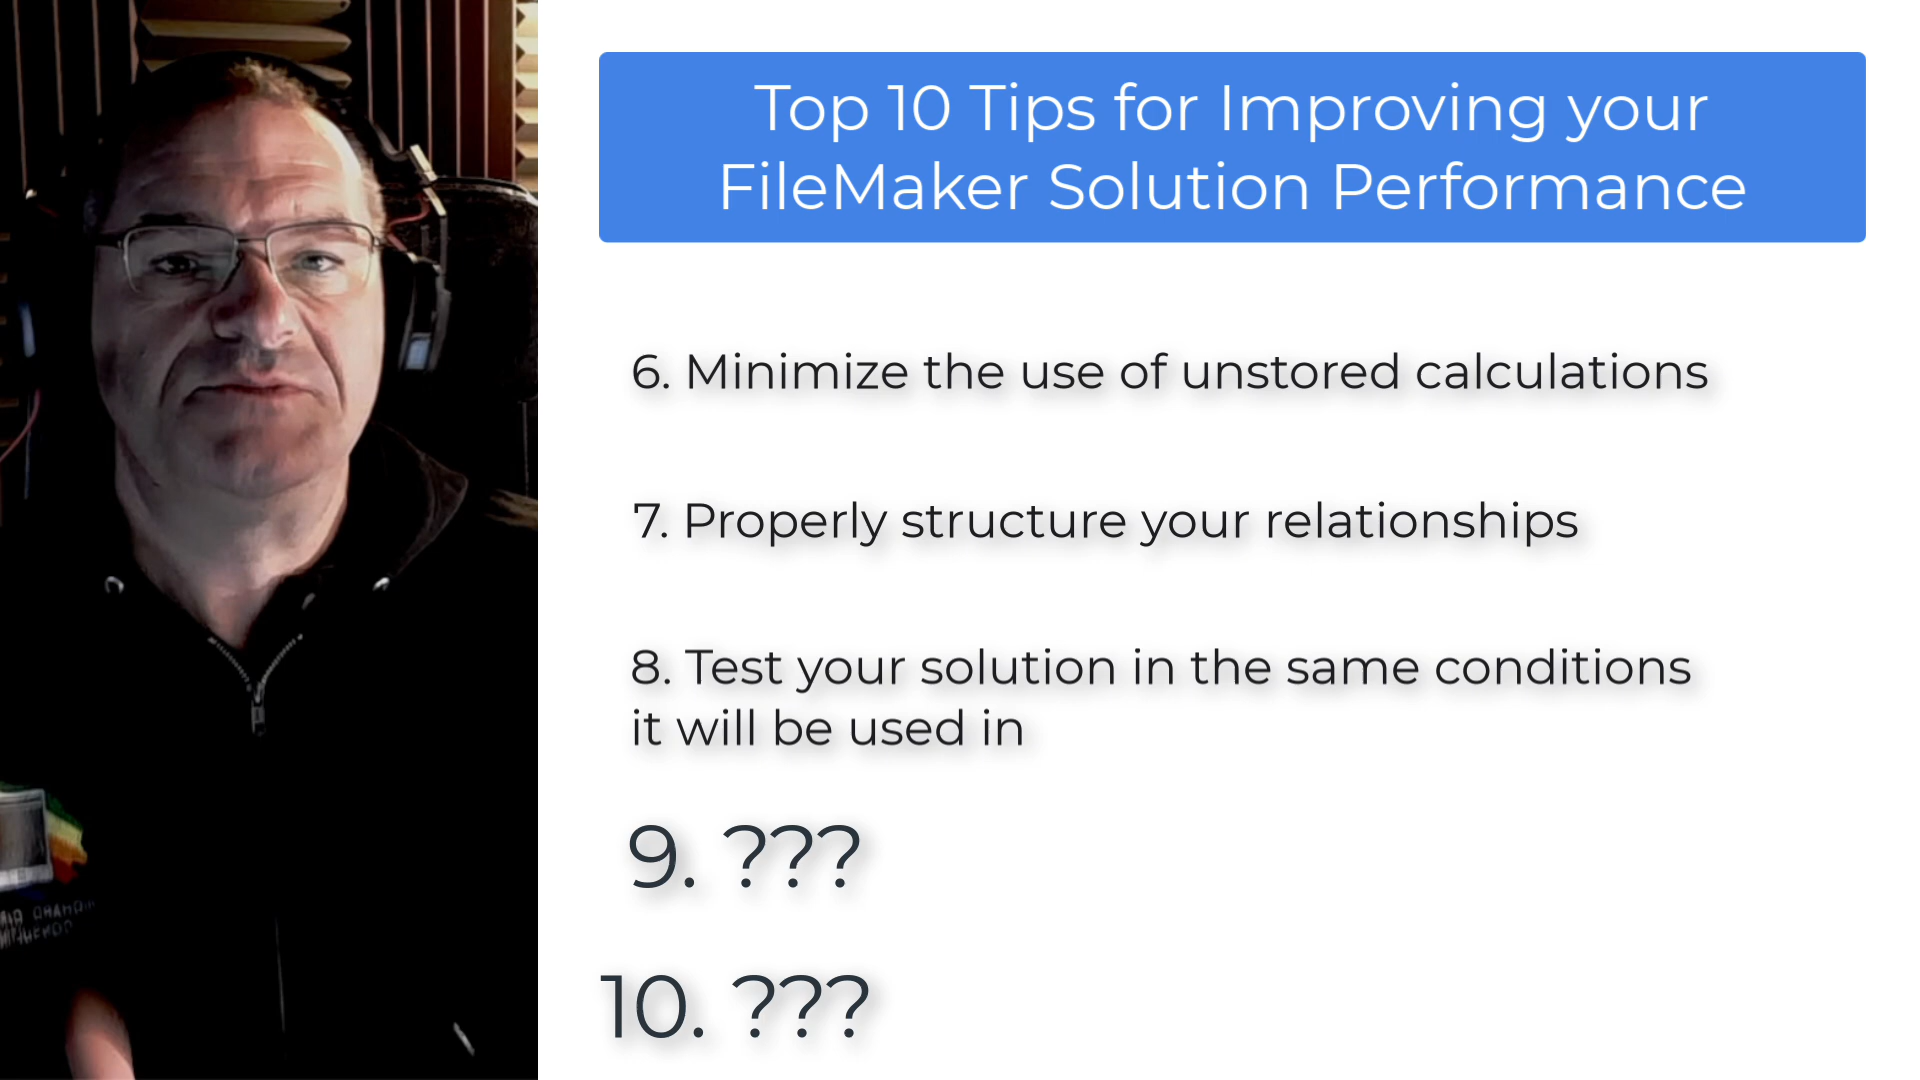 Top 10 Tips for Improving your
FileMaker Solution Performance
6. Minimize the use of unstored calculations
7. Properly structure your relationships
8. Test your solution in the same conditions
it will be used in
9. ???
10. ???